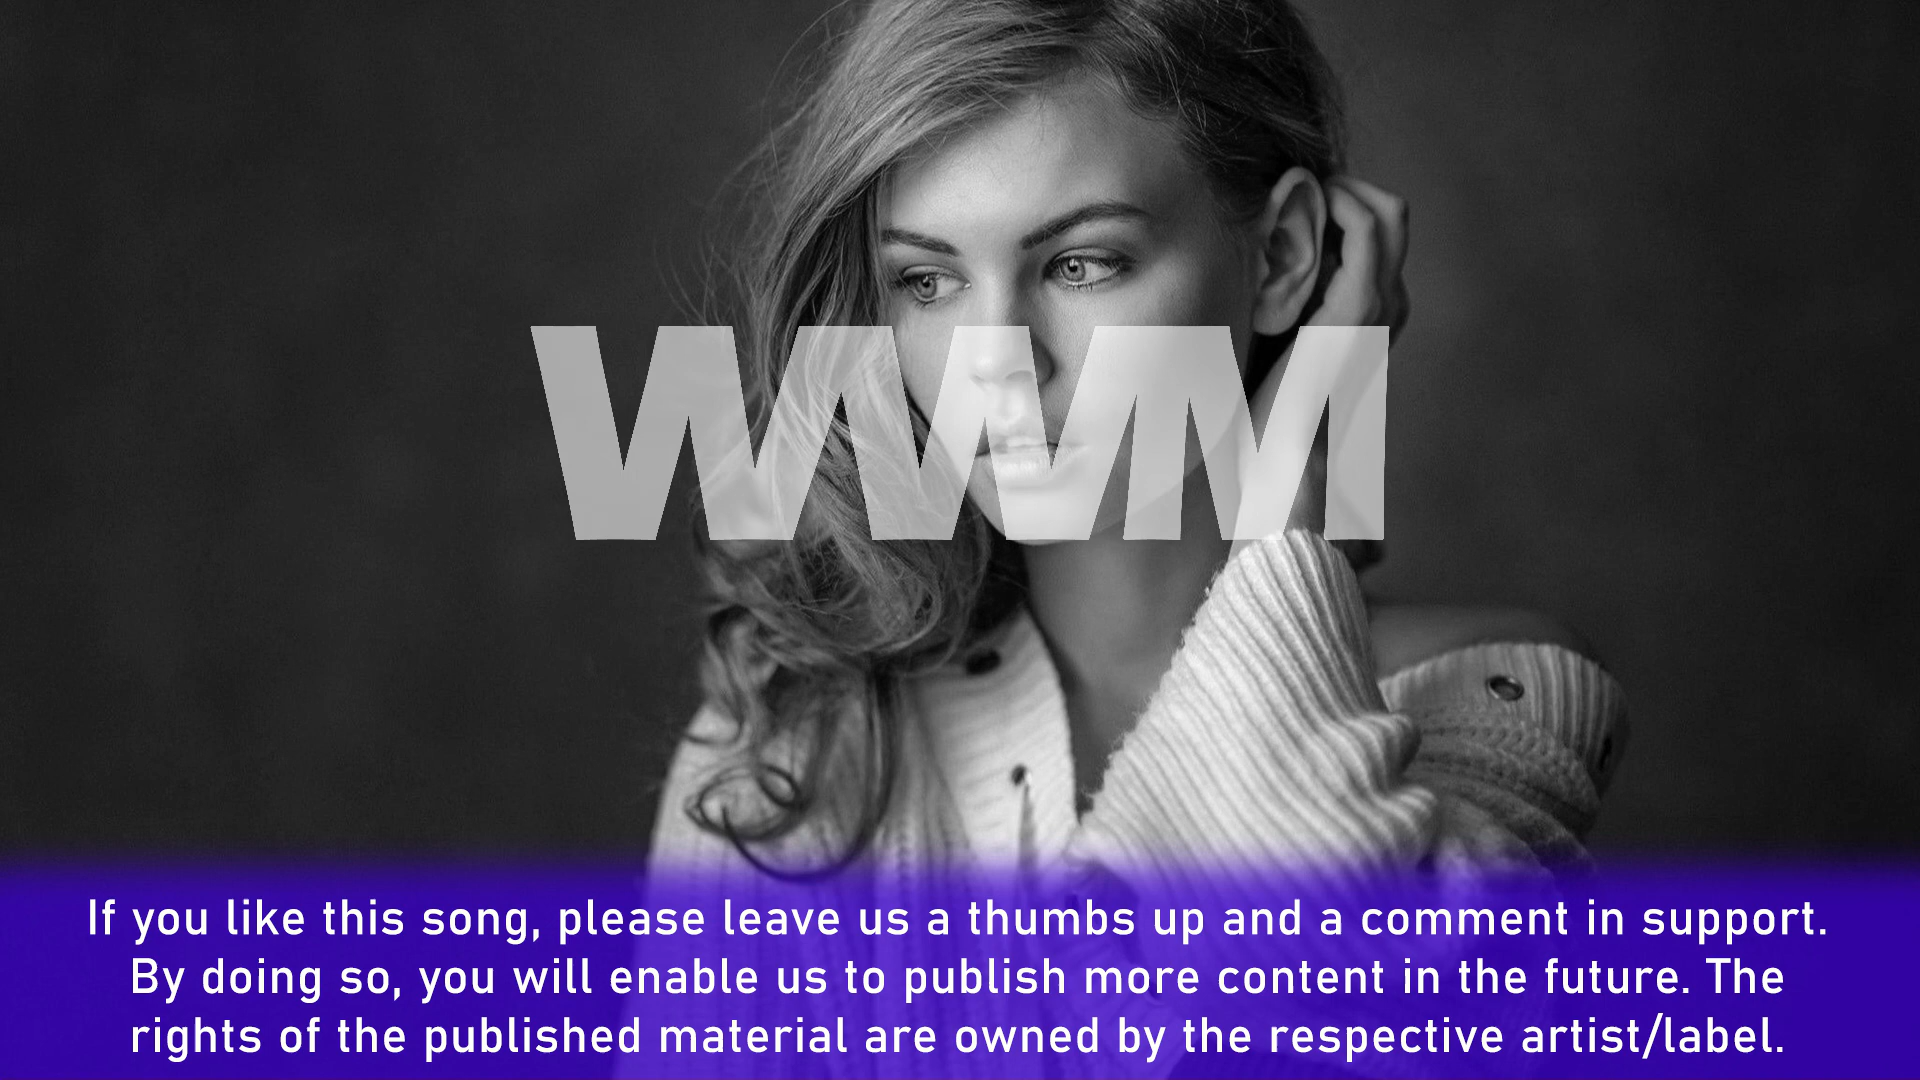 WWM
If you like this song, please leave us a thumbs up and a comment in support.
By doing so, you will enable us to publish more content in the future. The
rights of the published material are owned by the respective artist/label.